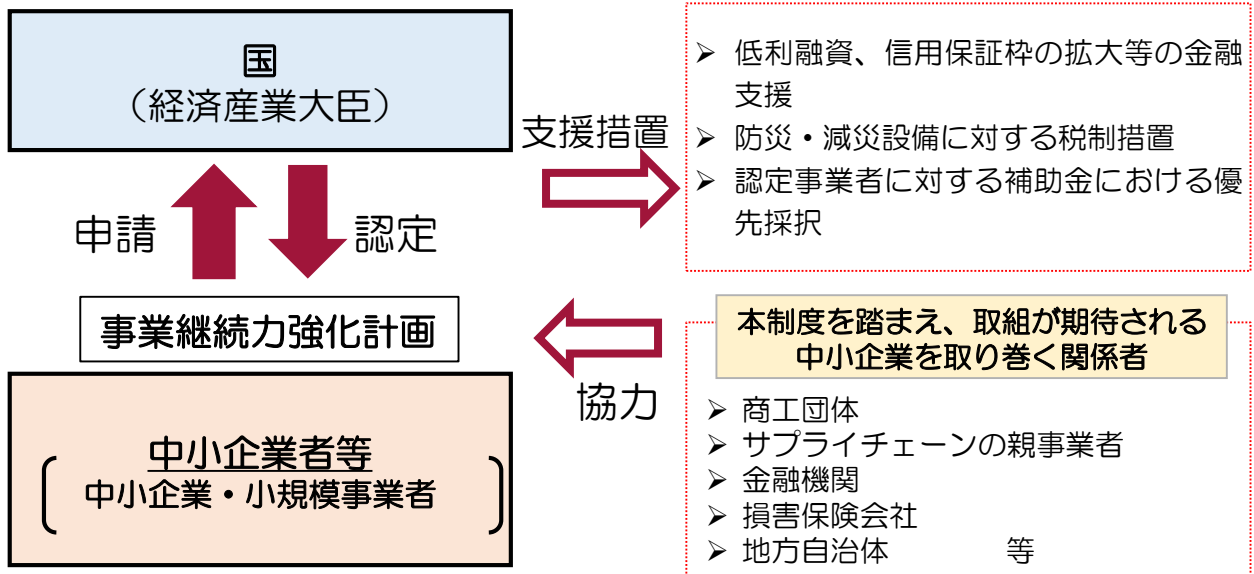 国
（経済産業大臣）
支援措置
➢ 低利融資、信用保証枠の拡大等の金融
支援
➢ 防災・減災設備に対する税制措置
➢ 認定事業者に対する補助金における優
先採択
申請
認定
事業継続力強化計画
協力
中小企業者等
中小企業・小規模事業者
本制度を踏まえ、取組が期待される
中小企業を取り巻く関係者
➢ 商工団体
➢ サプライチェーンの親事業者
➢ 金融機関
➢ 損害保険会社
➢ 地方自治体　　　　等